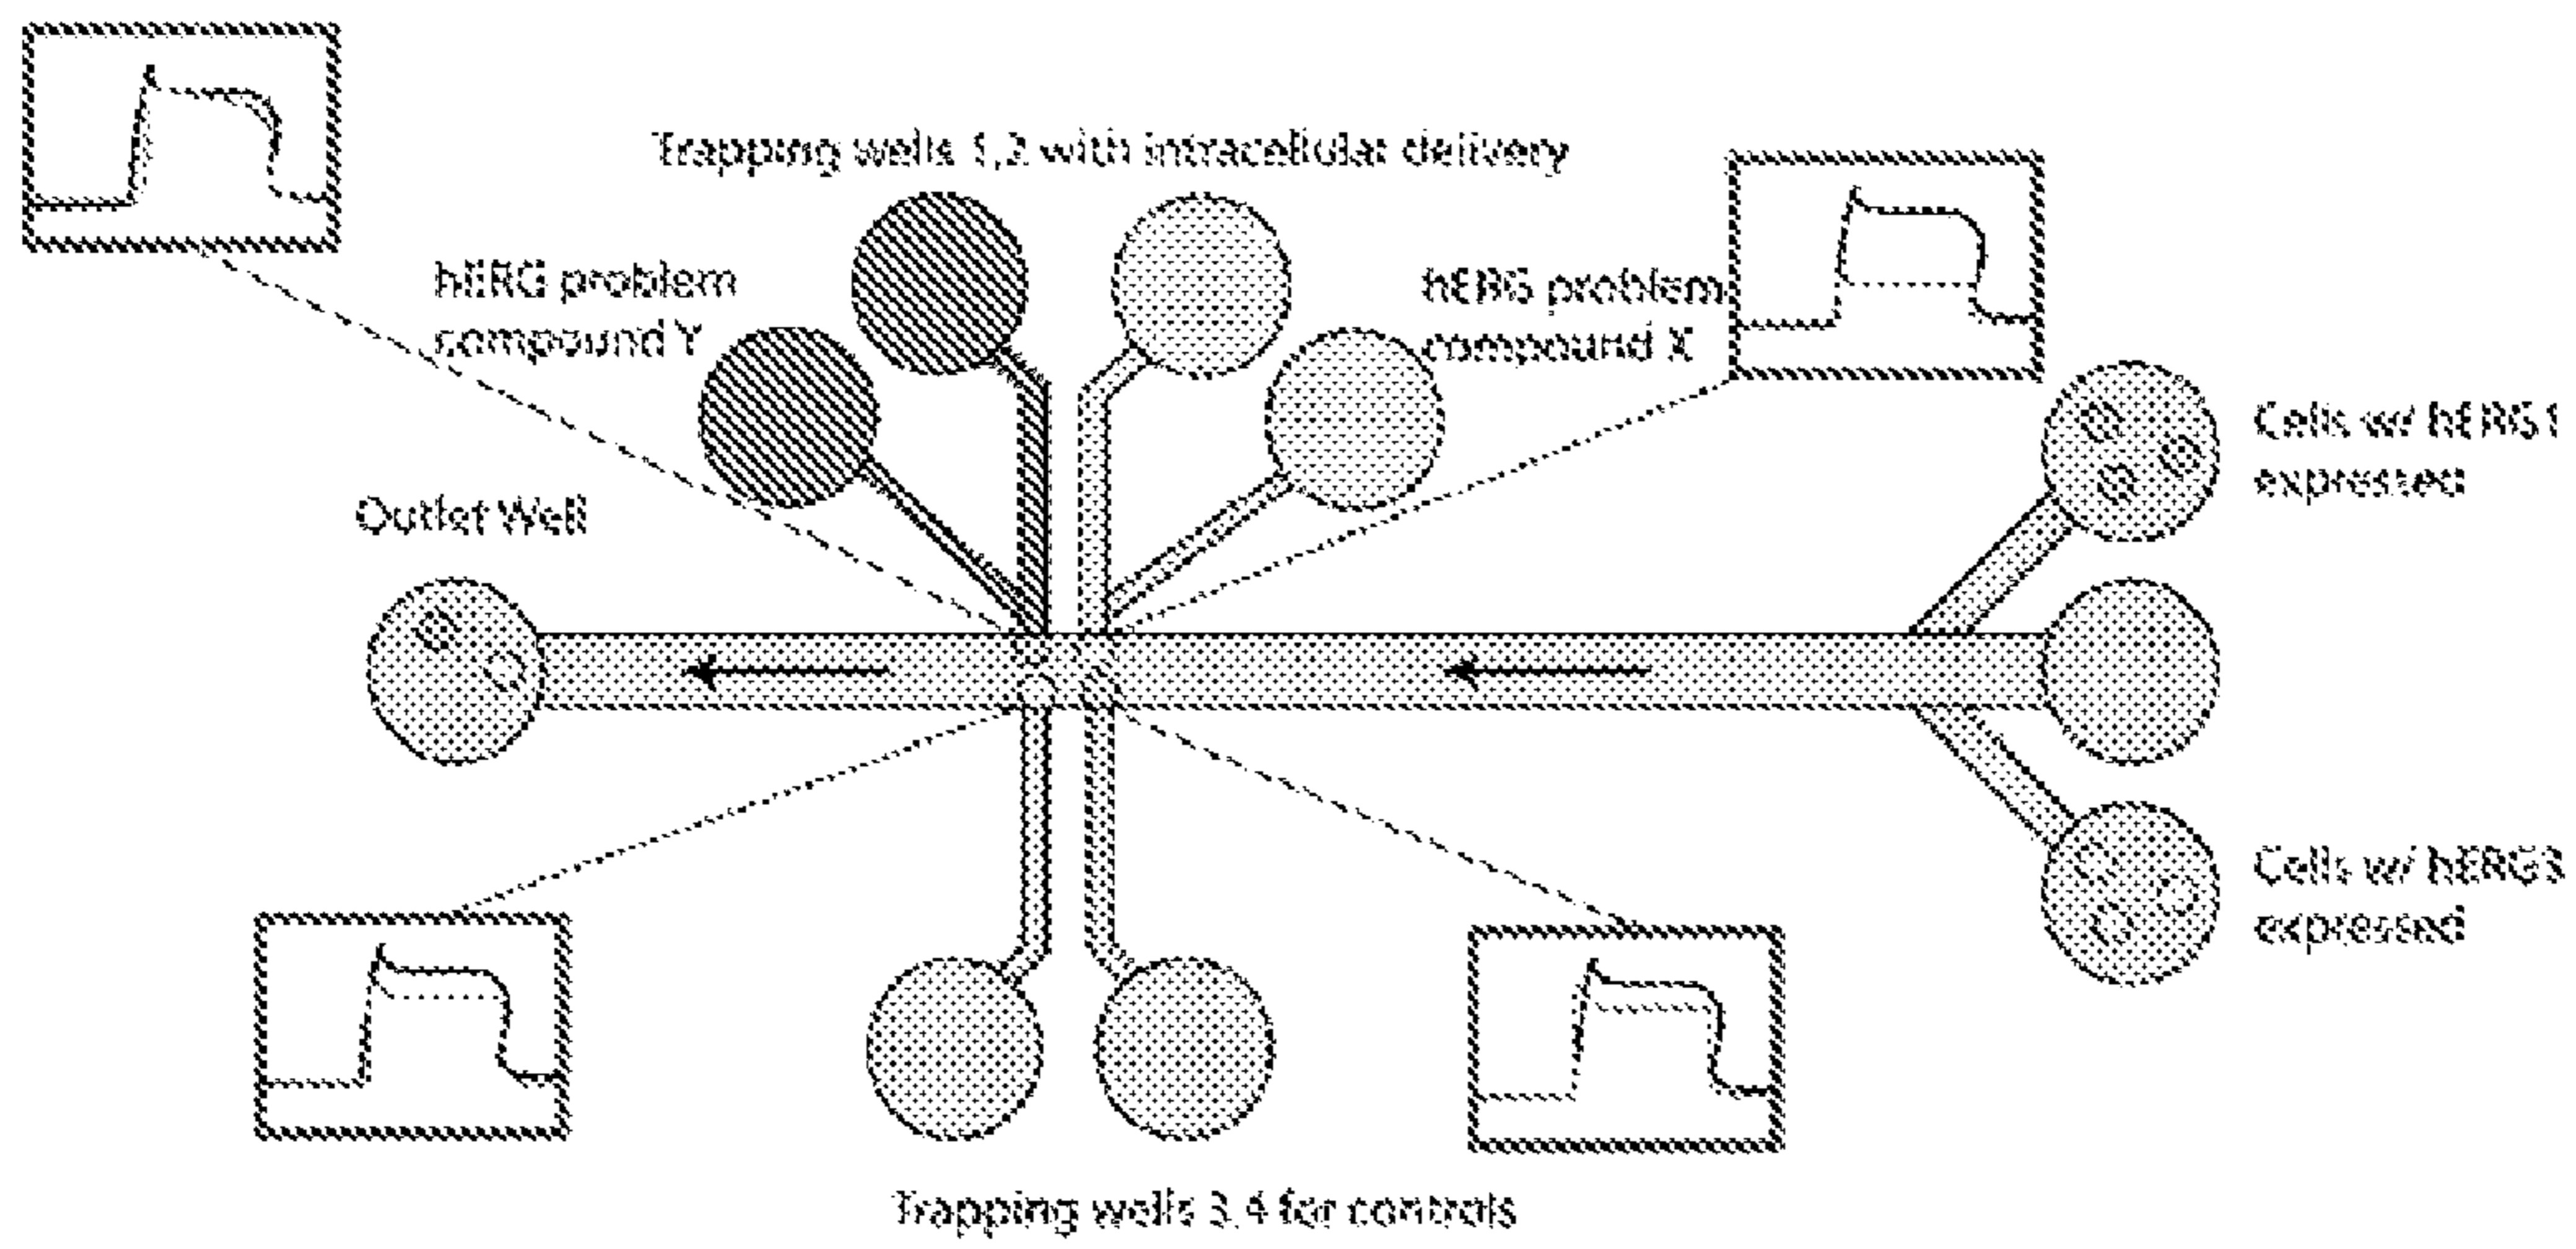 Trapping wells 1,2 with intracellular delivery
hERG problem
compound Y
hERG problem
compound X
Cells w/ hERG1
expressed
Outlet Well
Cells w/ hERG3
expressed
Trapping wells 3,4 for controls